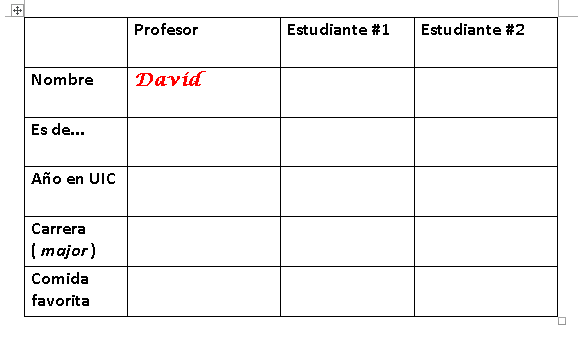 Profesor Estudiante #1 Estudiante #2
Nombre David
Es de...
Año en UIC
Carrera
( major )
Comida
favorita